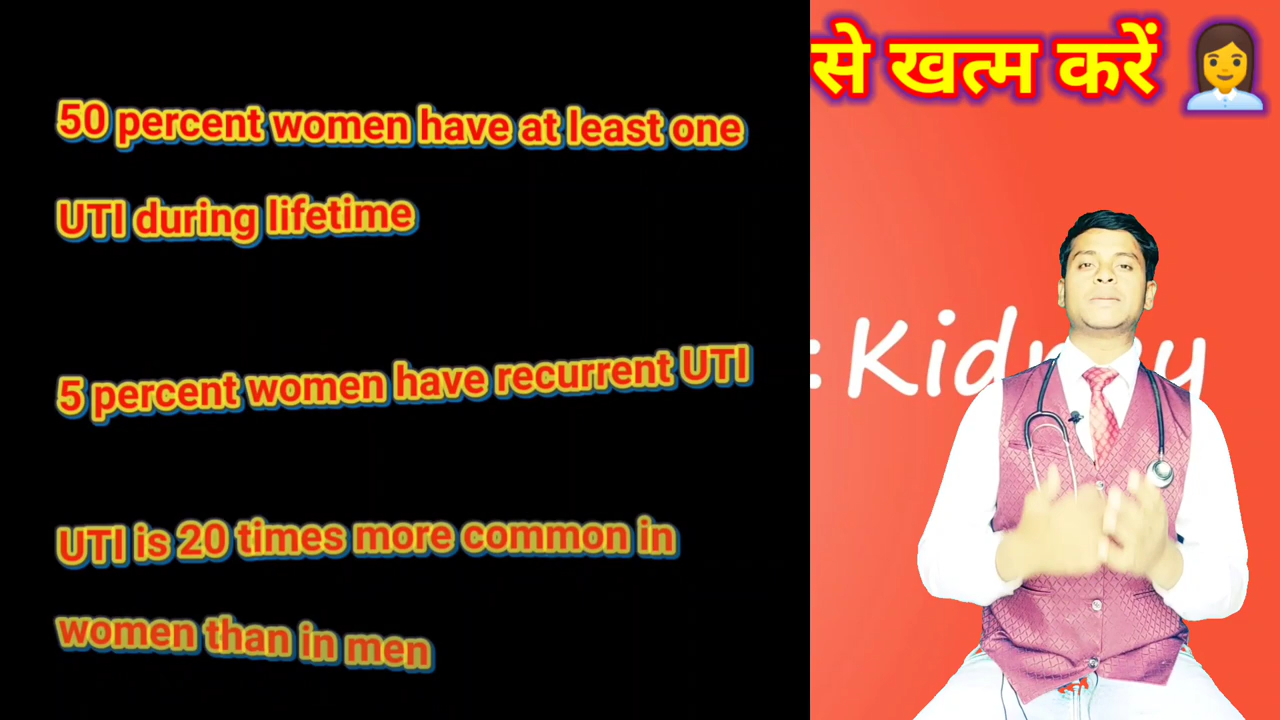 से खत्म करें
50 percent women have at least one
UTI during lifetime
5 percent women have recurrent UTI
UTI is 20 times more common in
women than in men
: Kidney